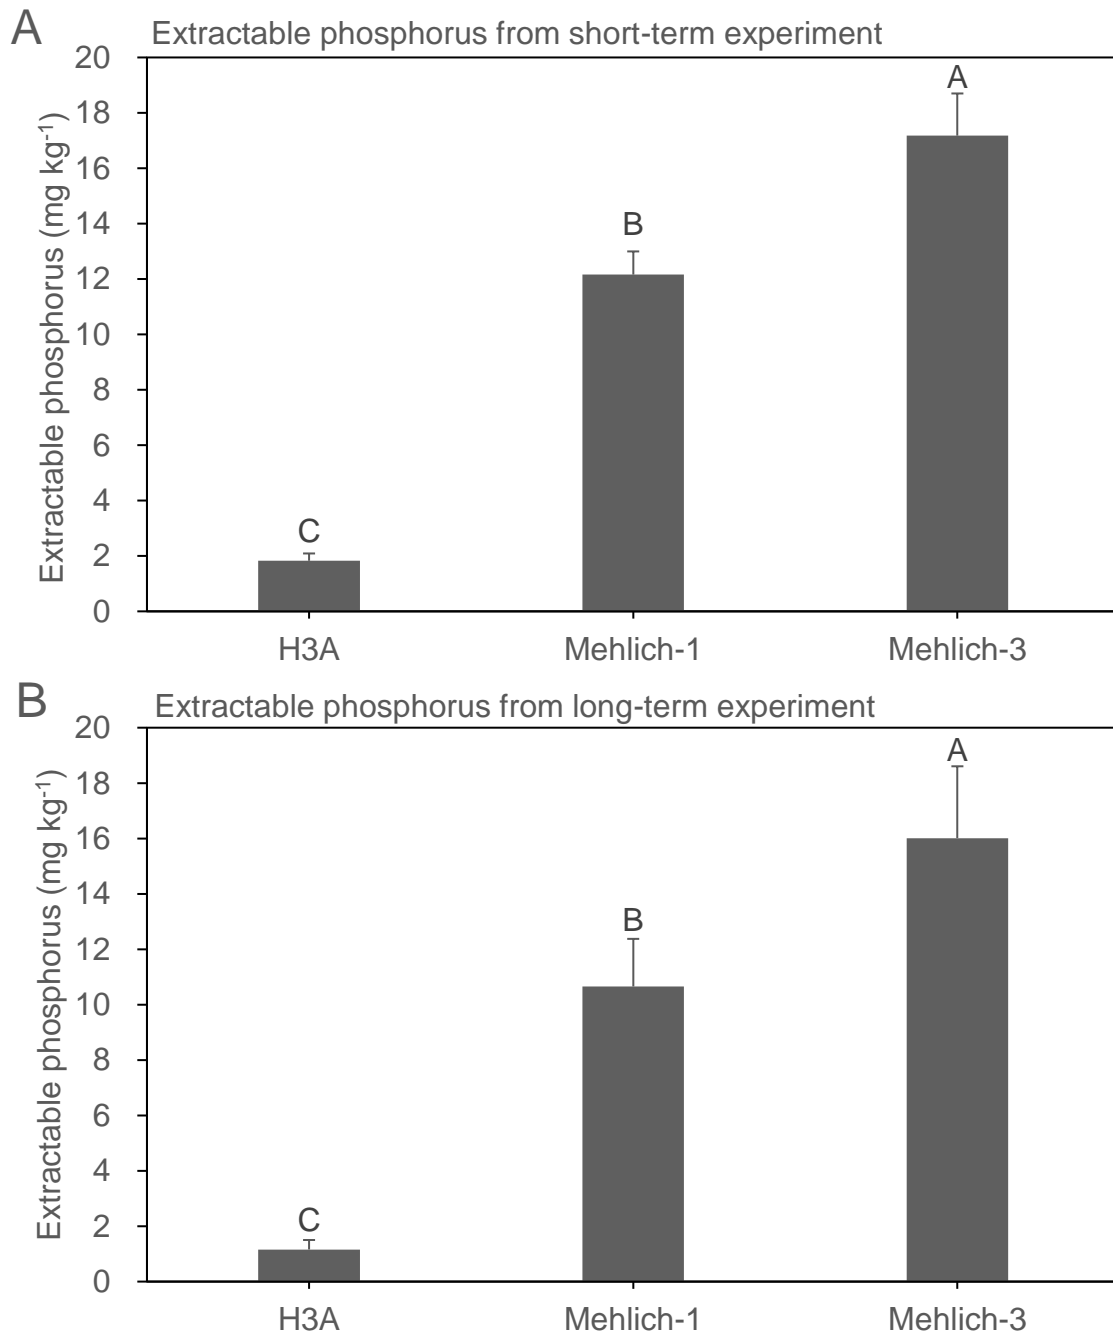 A
Extractable phosphorus from short-term experiment
Extractable phosphorus (mg kg⁻¹)
20
18
16
14
12
10
8
6
4
2
0
A
B
C
H3A Mehlich-1 Mehlich-3
B
Extractable phosphorus from long-term experiment
Extractable phosphorus (mg kg⁻¹)
20
18
16
14
12
10
8
6
4
2
0
A
B
C
H3A Mehlich-1 Mehlich-3